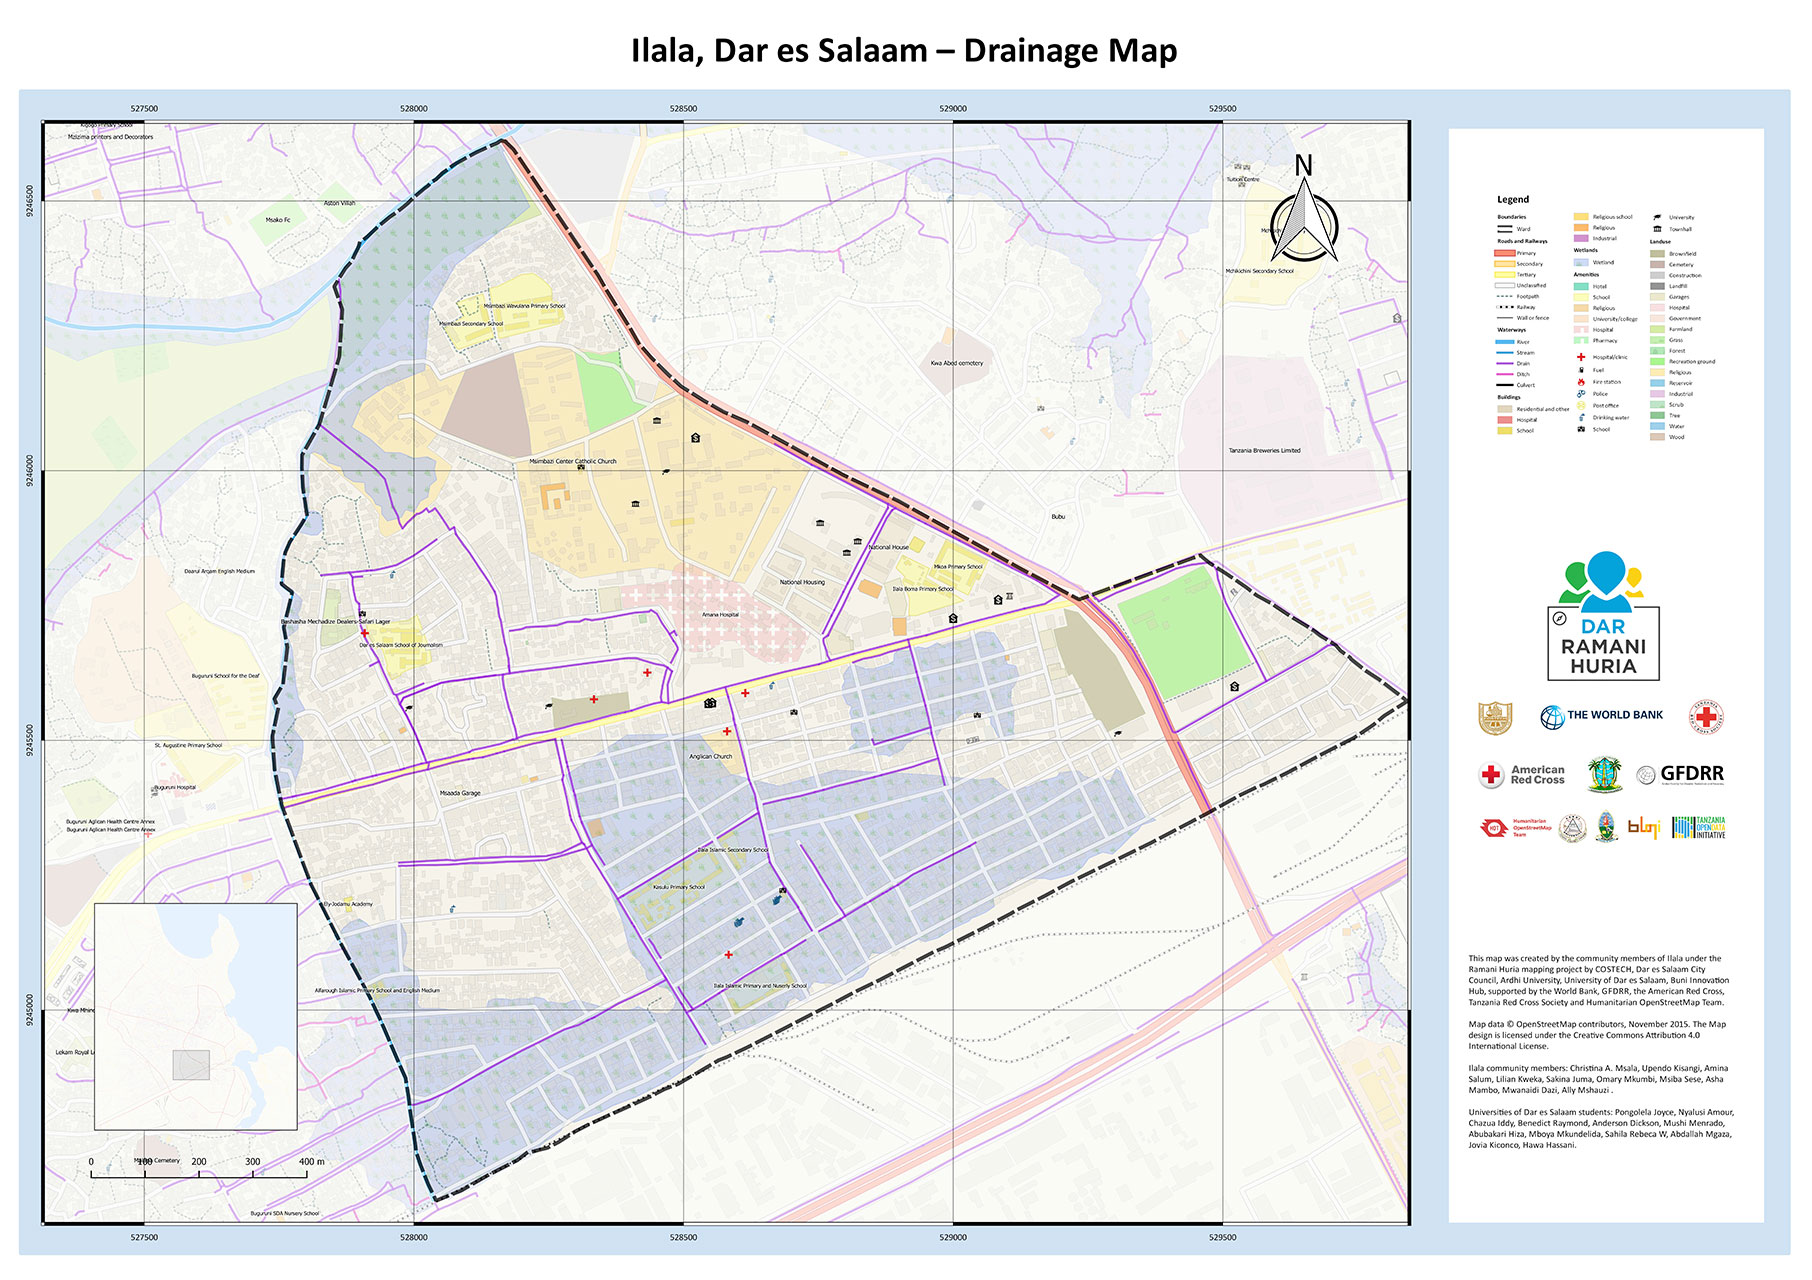 Ilala, Dar es Salaam – Drainage Map
527500
528000
528500
529000
529500
9246500
9246000
9245500
9245000
Mzizima printers and Decorators
Aston Villah
Msako Fc
Msimbazi Wavulana Primary School
Msimbazi Secondary School
Tuition Centre
Mchikichini Secondary School
Kwa Abed cemetery
Tanzania Breweries Limited
Msimbazi Center Catholic Church
Bubu
National House
Mkoa Primary School
National Housing
Ilala Boma Primary School
Daarul Arqam English Medium
Amana Hospital
Bashasha Mechadize Dealers-Safari Lager
Dar es Salaam School of Journalism
Buguruni School for the Deaf
St. Augustine Primary School
Anglican Church
Buguruni Hospital
Msaada Garage
Buguruni Aglican Health Centre Annex
Buguruni Aglican Health Centre Annex
Ilala Islamic Secondary School
Kasulu Primary School
Ely-Jodamu Academy
Alfarough Islamic Primary School and English Medium
Ilala Islamic Primary and Nuserly School
Lekam Royal
Cemetery
Buguruni SDA Nursery School
0
100
200
300
400 m
527500
528000
528500
529000
529500
N
Legend
Boundaries
Ward
Roads and Railways
Primary
Secondary
Tertiary
Unclassified
Footpath
Railway
Wall or fence
Waterways
River
Stream
Drain
Ditch
Culvert
Buildings
Residential and other
Hospital
School
Religious school
Religious
Industrial
Wetlands
Wetland
Amenities
Hotel
School
Religious
University/college
Hospital
Pharmacy
Hospital/clinic
Fuel
Fire station
Police
Post office
Drinking water
School
University
Townhall
Landuse
Brownfield
Cemetery
Construction
Landfill
Garages
Hospital
Government
Farmland
Grass
Forest
Recreation ground
Religious
Reservoir
Industrial
Scrub
Tree
Water
Wood
DAR
RAMANI
HURIA
THE WORLD BANK
American
Red Cross
GFDRR
HOT
Humanitarian
OpenStreetMap
Team
buni
TANZANIA
OPEN DATA
INITIATIVE
This map was created by the community members of Ilala under the
Ramani Huria mapping project by COSTECH, Dar es Salaam City
Council, Ardhi University, University of Dar es Salaam, Buni Innovation
Hub, supported by the World Bank, GFDRR, the American Red Cross,
Tanzania Red Cross Society and Humanitarian OpenStreetMap Team.
Map data © OpenStreetMap contributors, November 2015. The Map
design is licensed under the Creative Commons Attribution 4.0
International License.
Ilala community members: Christina A. Msala, Upendo Kisangi, Amina
Salum, Lilian Kweka, Sakina Juma, Omary Mkumbi, Msiba Sese, Asha
Mambo, Mwanaidi Dazi, Ally Mshauzi .
Universities of Dar es Salaam students: Pongolela Joyce, Nyalusi Amour,
Chazua Iddy, Benedict Raymond, Anderson Dickson, Mushi Menrado,
Abubakari Hiza, Mboya Mkundelida, Sahila Rebeca W, Abdallah Mgaza,
Jovia Kiconco, Hawa Hassani.